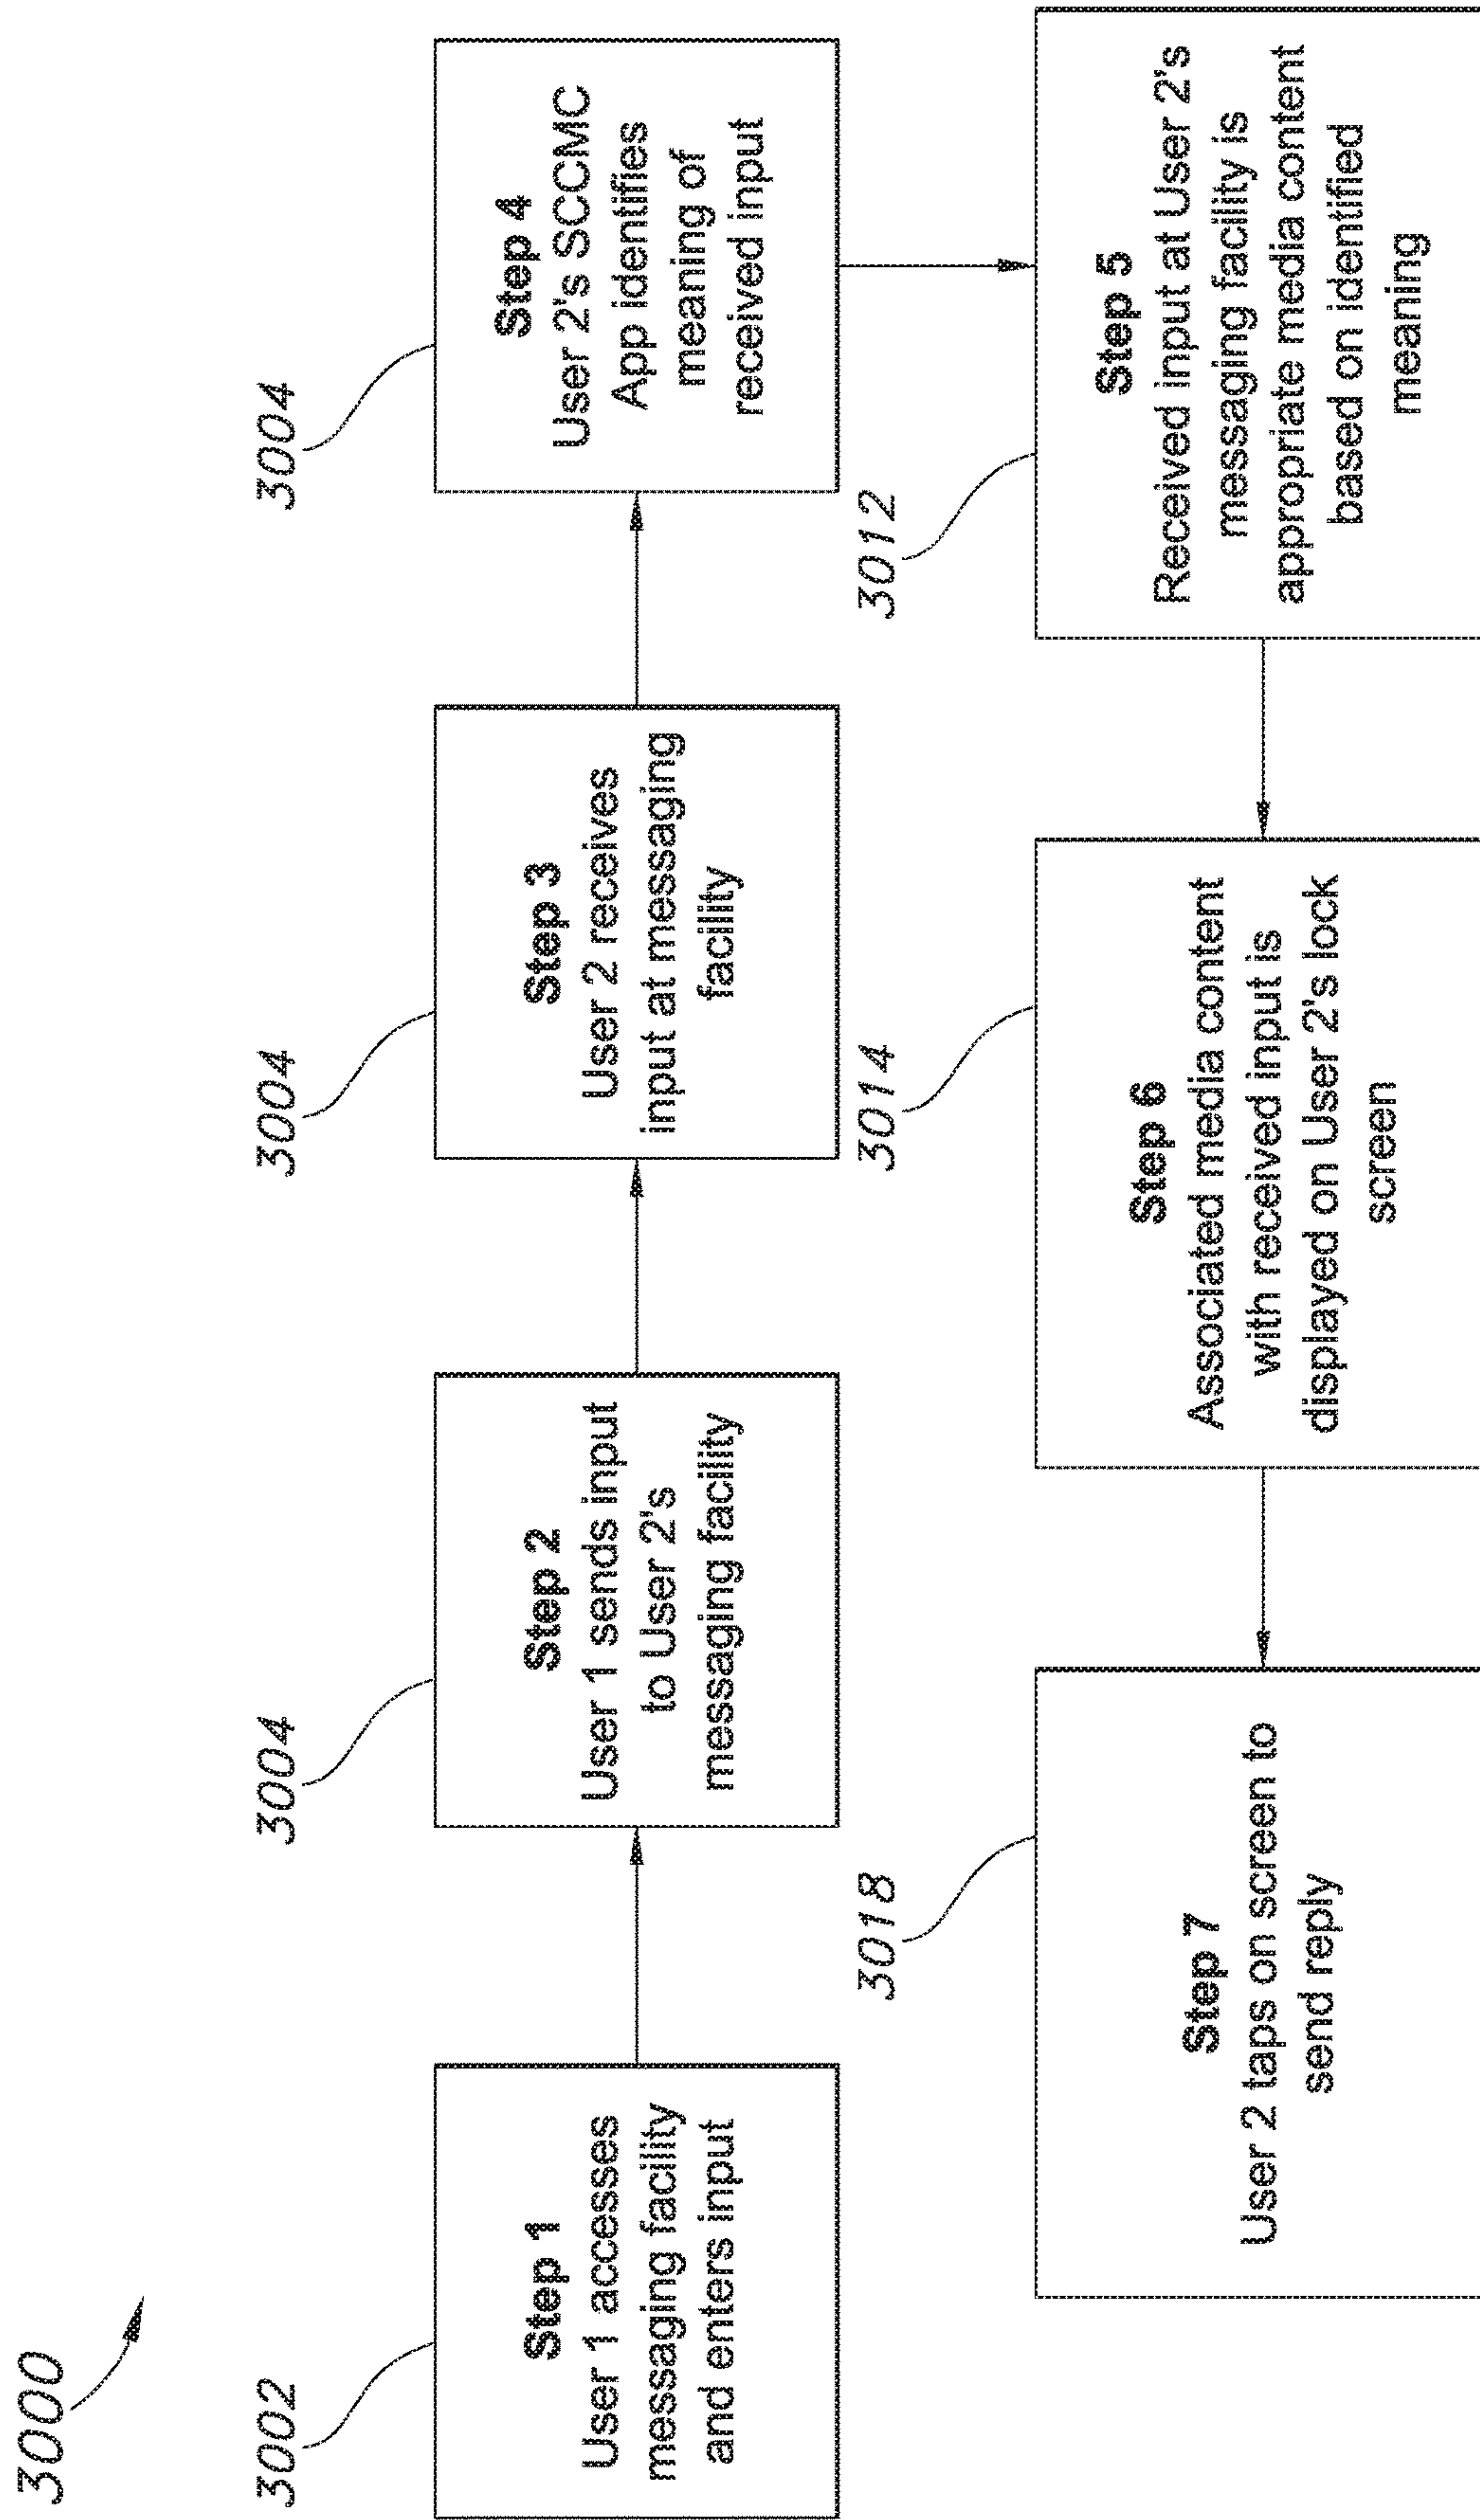 3000
3002
Step 1
User 1 accesses
messaging facility
and enters input
3004
Step 2
User 1 sends input
to User 2's
messaging facility
3004
Step 3
User 2 receives
input at messaging
facility
3004
Step 4
User 2's SCCMC
App identifies
meaning of
received input
3012
Step 5
Received input at User 2's
messaging facility is
appropriate media content
based on identified
meaning
3014
Step 6
Associated media content
with received input is
displayed on User 2's lock
screen
3018
Step 7
User 2 taps on screen to
send reply